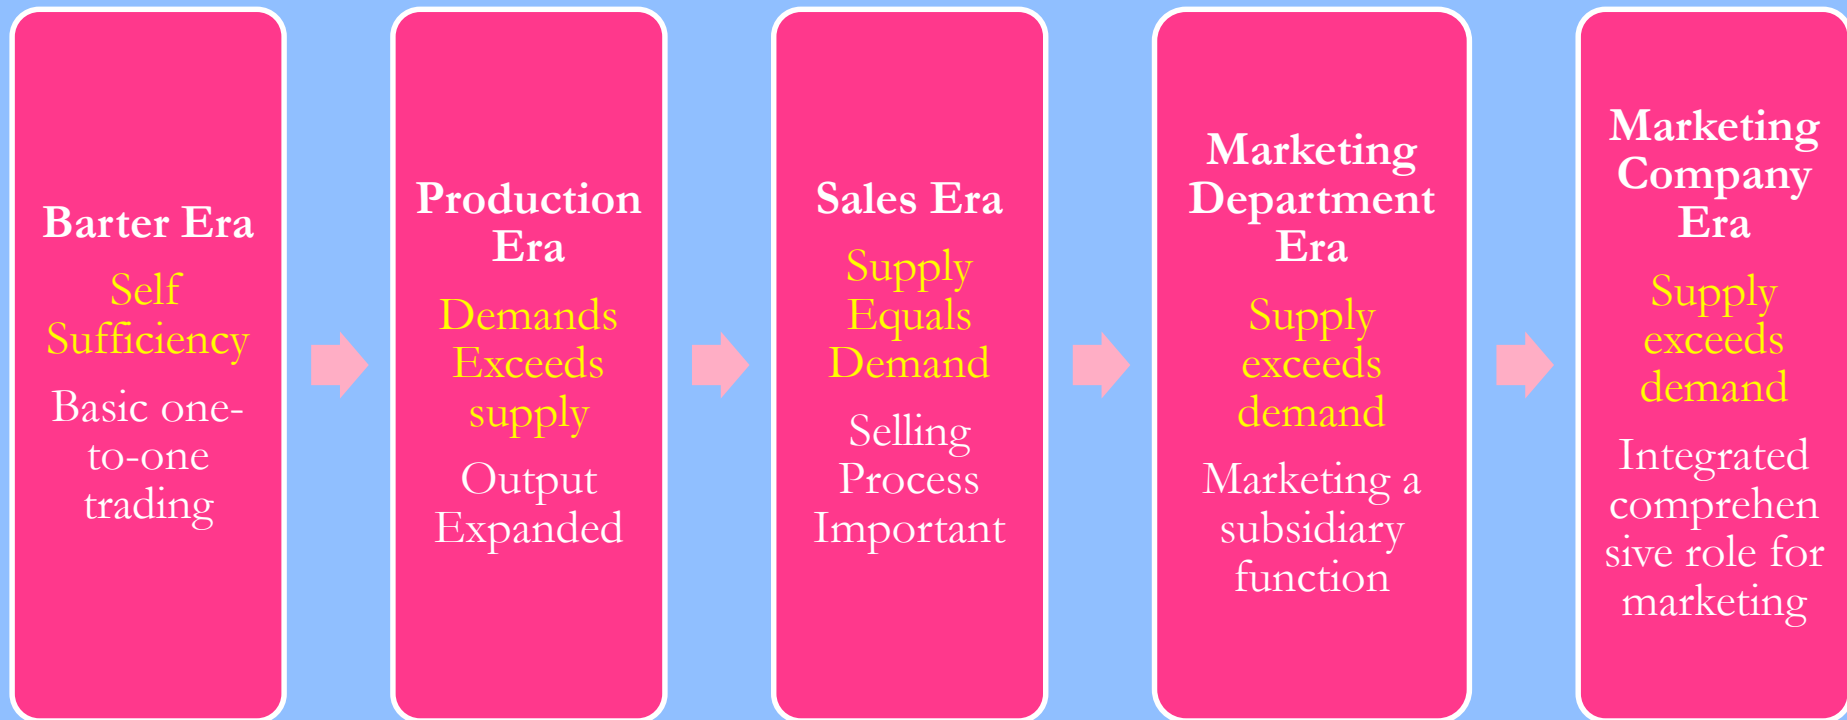 Barter Era
Self
Sufficiency
Basic one-
to-one
trading
Production
Era
Demands
Exceeds
supply
Output
Expanded
Sales Era
Supply
Equals
Demand
Selling
Process
Important
Marketing
Department
Era
Supply
exceeds
demand
Marketing a
subsidiary
function
Marketing
Company
Era
Supply
exceeds
demand
Integrated
comprehen
sive role for
marketing